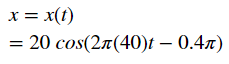 x = x(t)
= 20 cos(2π(40)t − 0.4π)